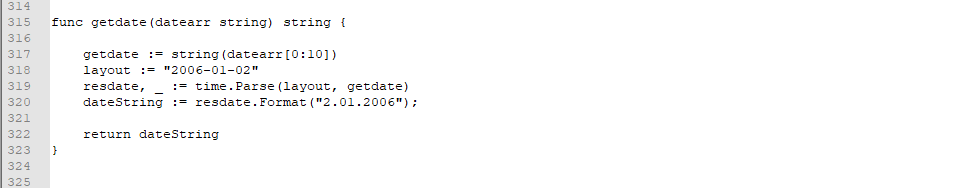 314
315 func getdate(datearr string) string {
316
317     getdate := string(datearr[0:10])
318     layout := "2006-01-02"
319     resdate, _ := time.Parse(layout, getdate)
320     dateString := resdate.Format("2.01.2006");
321
322     return dateString
323 }
324
325